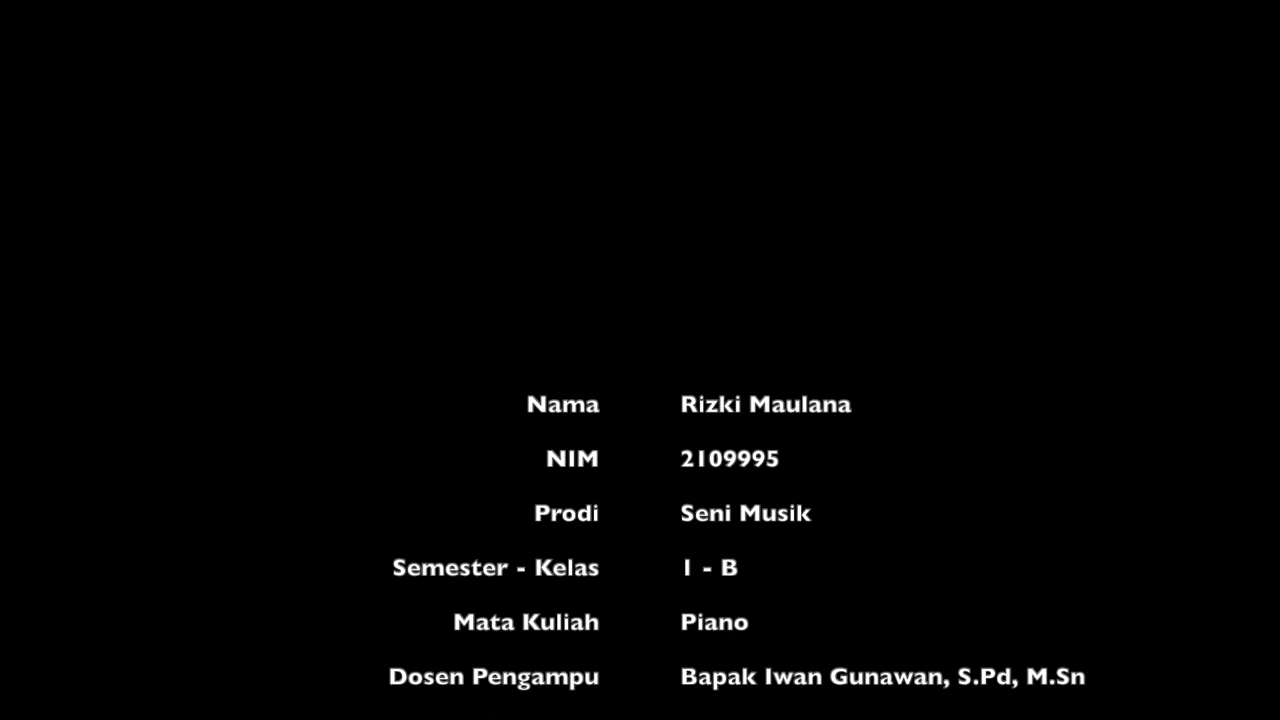 Nama Rizki Maulana
NIM 2109995
Prodi Seni Musik
Semester - Kelas 1 - B
Mata Kuliah Piano
Dosen Pengampu Bapak Iwan Gunawan, S.Pd, M.Sn